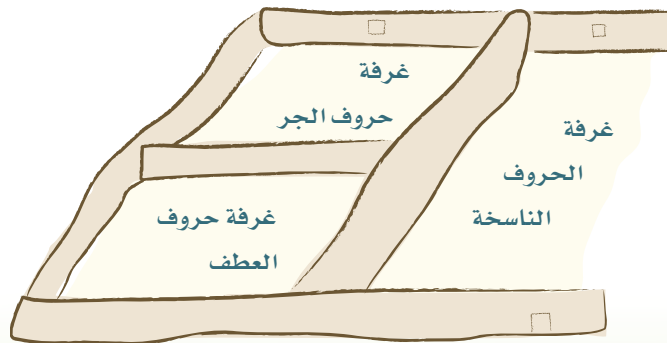 غرفة
الحروف
الناسخة
غرفة
حروف الجر
غرفة حروف
العطف